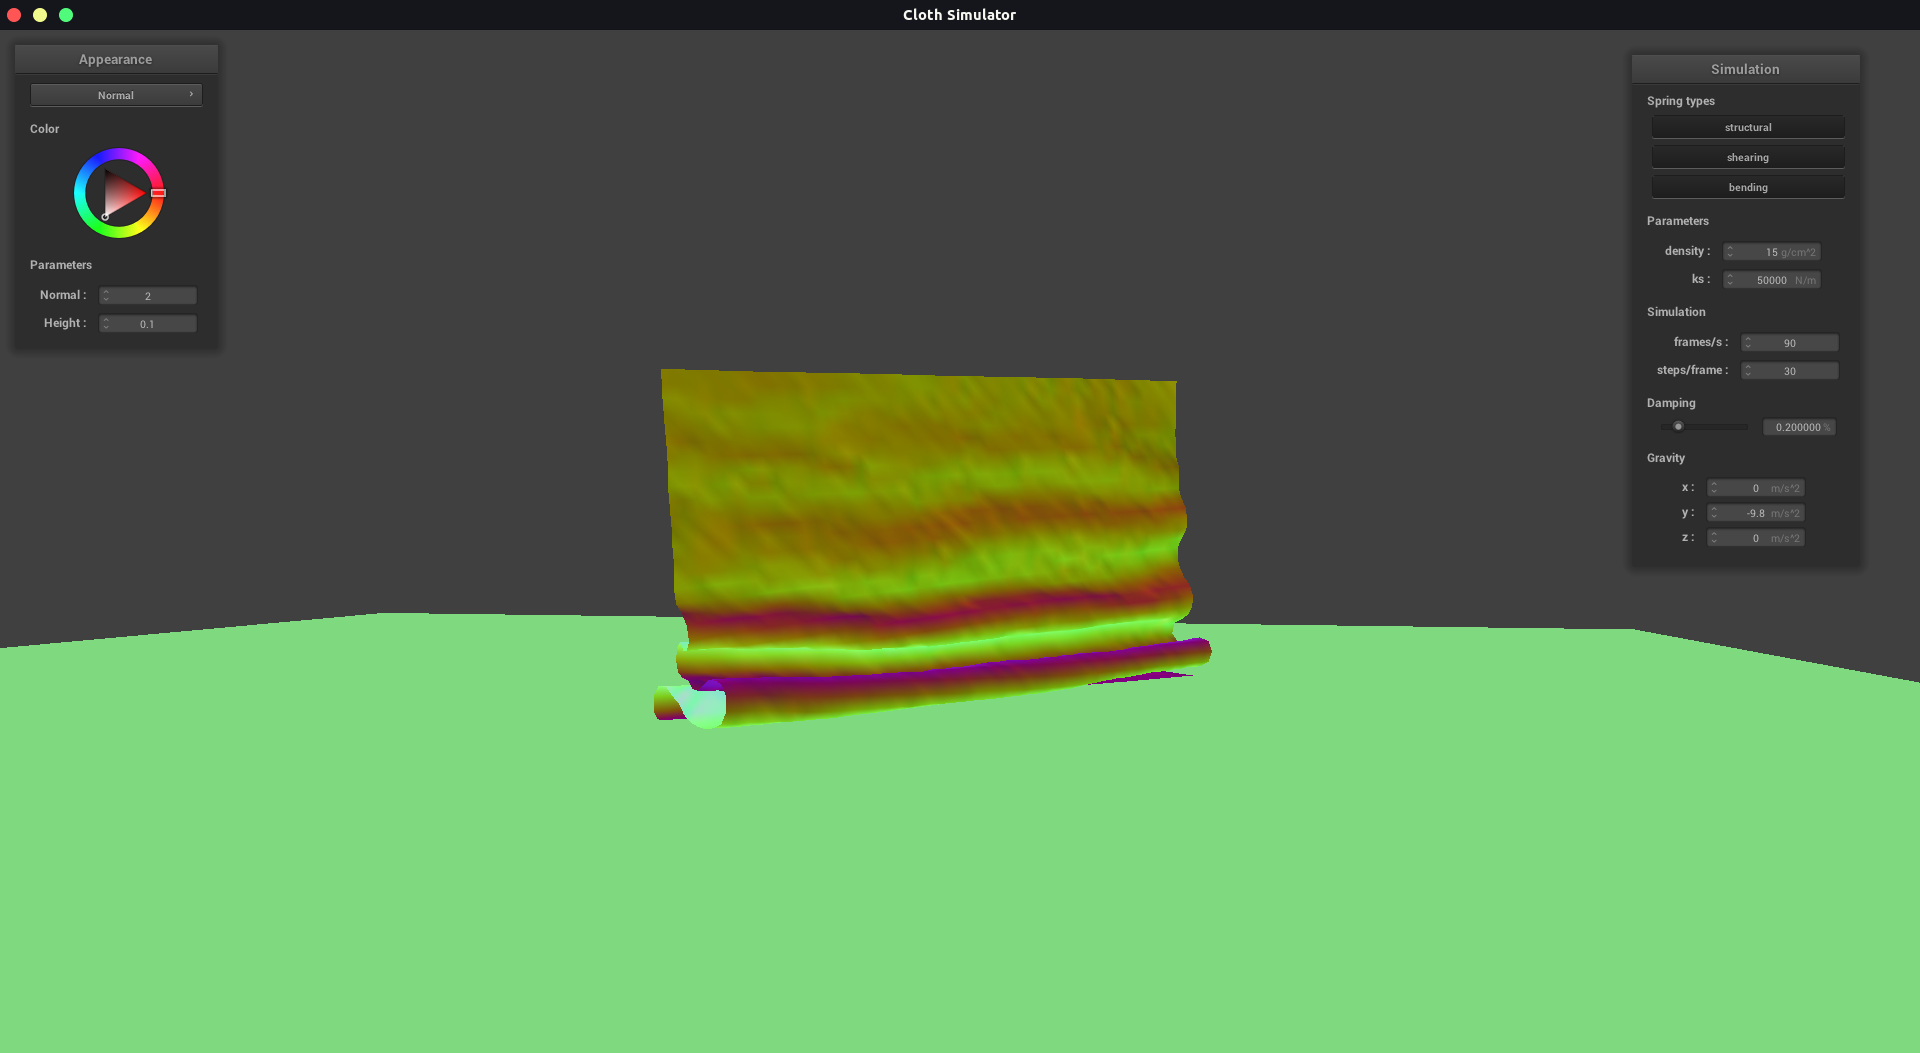 Cloth Simulator
Appearance
Normal
Color
Parameters
Normal : 2
Height : 0.1
Simulation
Spring types
structural
shearing
bending
Parameters
density : 15 g/cm^2
ks : 50000 N/m
Simulation
frames/s : 90
steps/frame : 30
Damping
0.200000 %
Gravity
x : 0 m/s^2
y : -9.8 m/s^2
z : 0 m/s^2